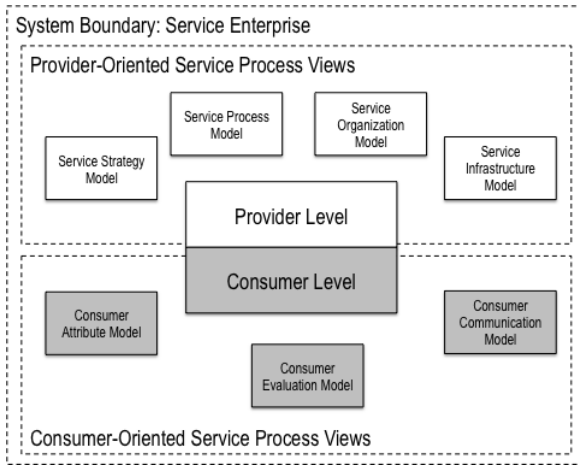 System Boundary: Service Enterprise
Provider-Oriented Service Process Views
Service Process
Model
Service
Organization
Model
Service Strategy
Model
Service
Infrastructure
Model
Provider Level
Consumer Level
Consumer
Attribute Model
Consumer
Communication
Model
Consumer
Evaluation Model
Consumer-Oriented Service Process Views